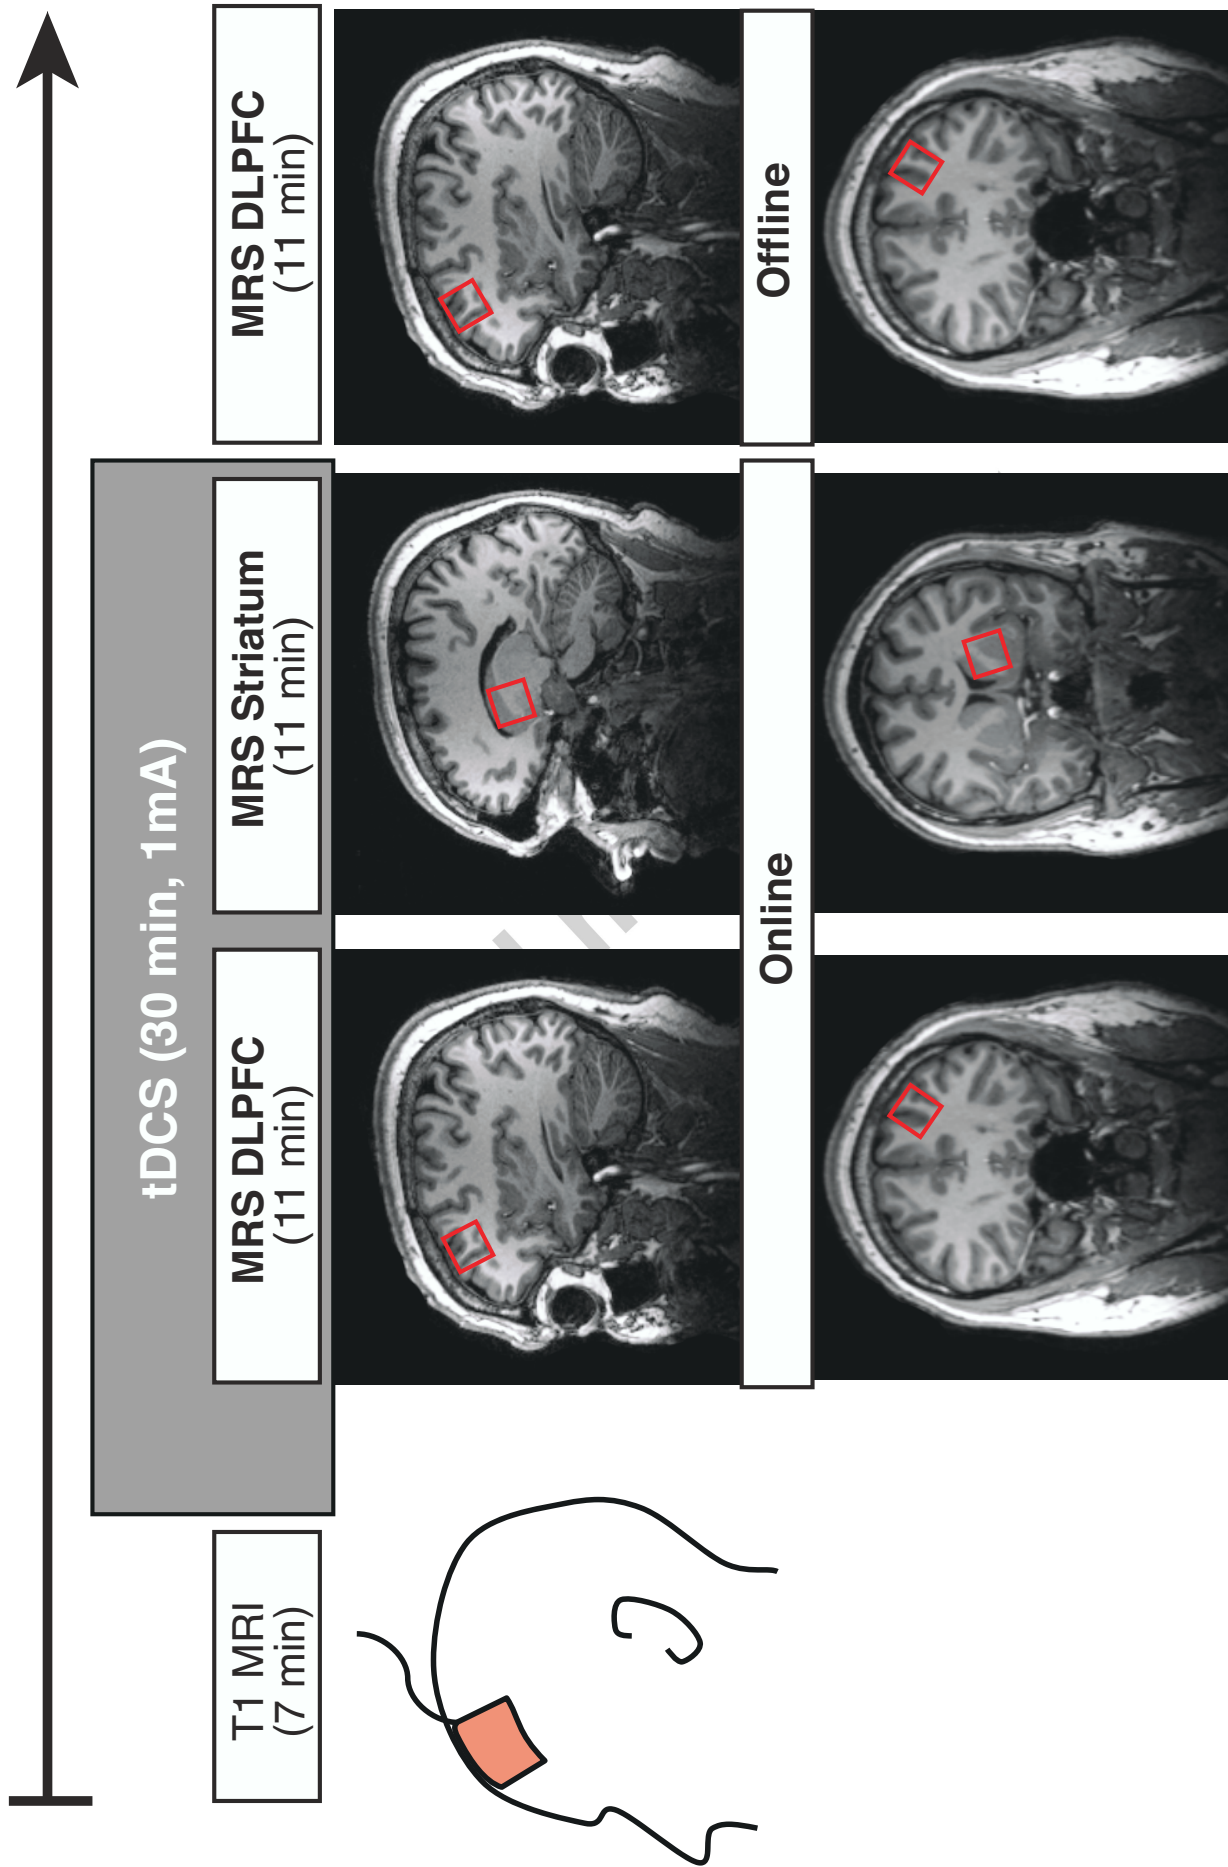 tDCS (30 min, 1mA)
T1 MRI
(7 min)
MRS DLPFC
(11 min)
MRS Striatum
(11 min)
MRS DLPFC
(11 min)
Online
Offline